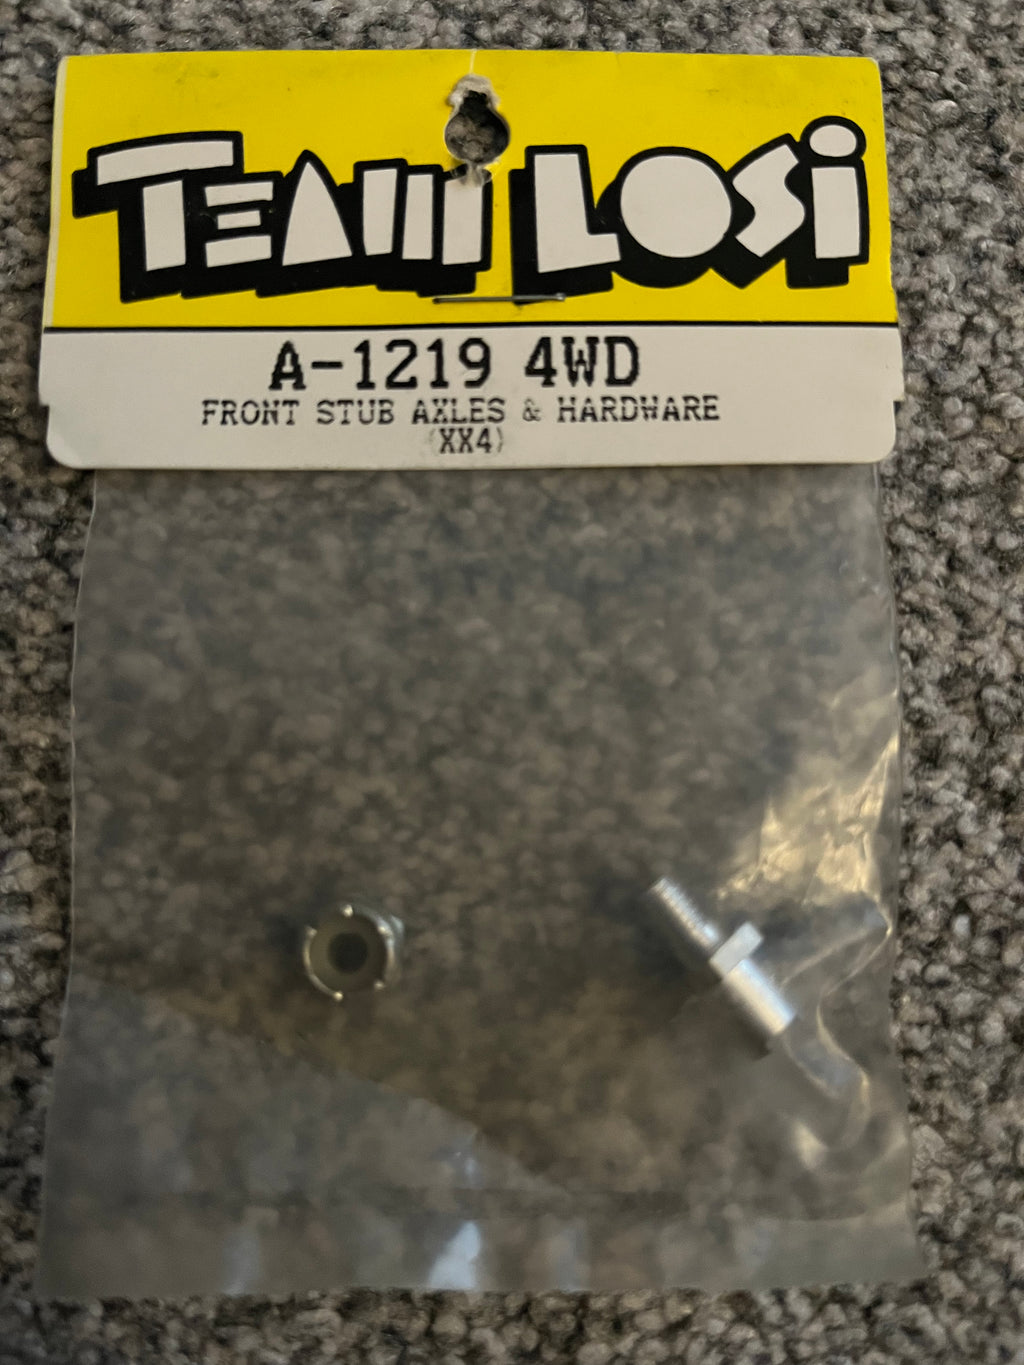 TEAM LOSI
A-1219 4WD
FRONT STUB AXLES & HARDWARE
(XX4)